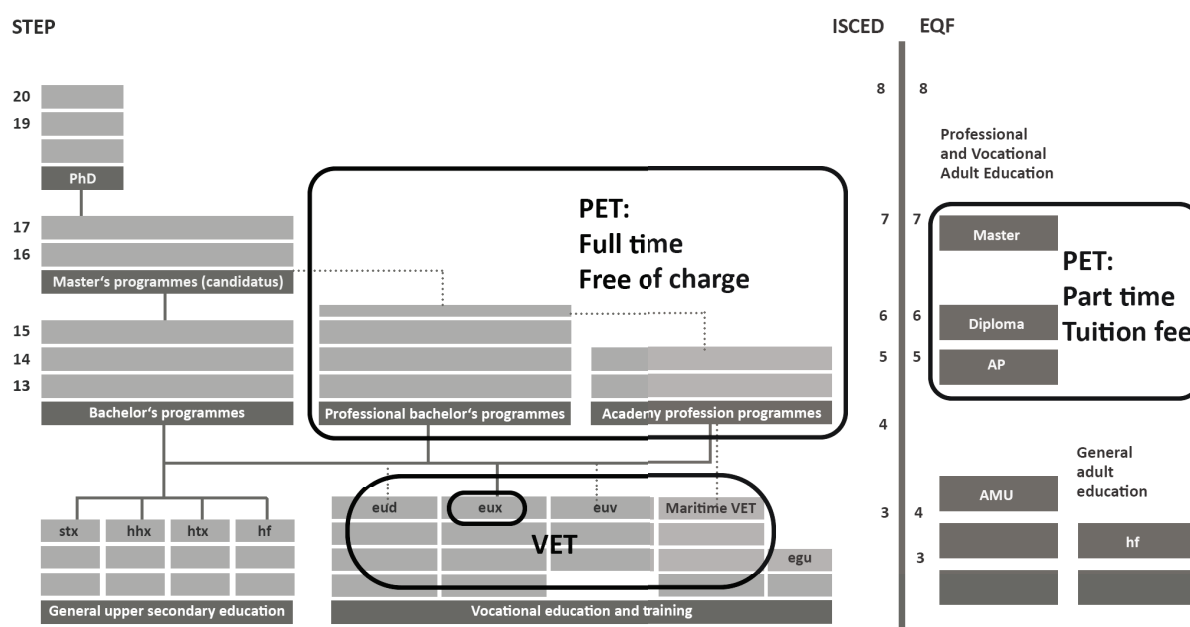 STEP
ISCED
EQF
20
8
8
19
Professional
and Vocational
Adult Education
PhD
PET:
Full time
Free of charge
17
7
7
Master
16
Master's programmes (candidatus)
PET:
Part time
Tuition fee
15
6
6
Diploma
14
5
5
AP
13
Bachelor's programmes
Professional bachelor's programmes
Academy profession programmes
4
General
adult
education
AMU
eud
eux
euv
Maritime VET
3
4
stx
hhx
htx
hf
VET
hf
egu
3
General upper secondary education
Vocational education and training